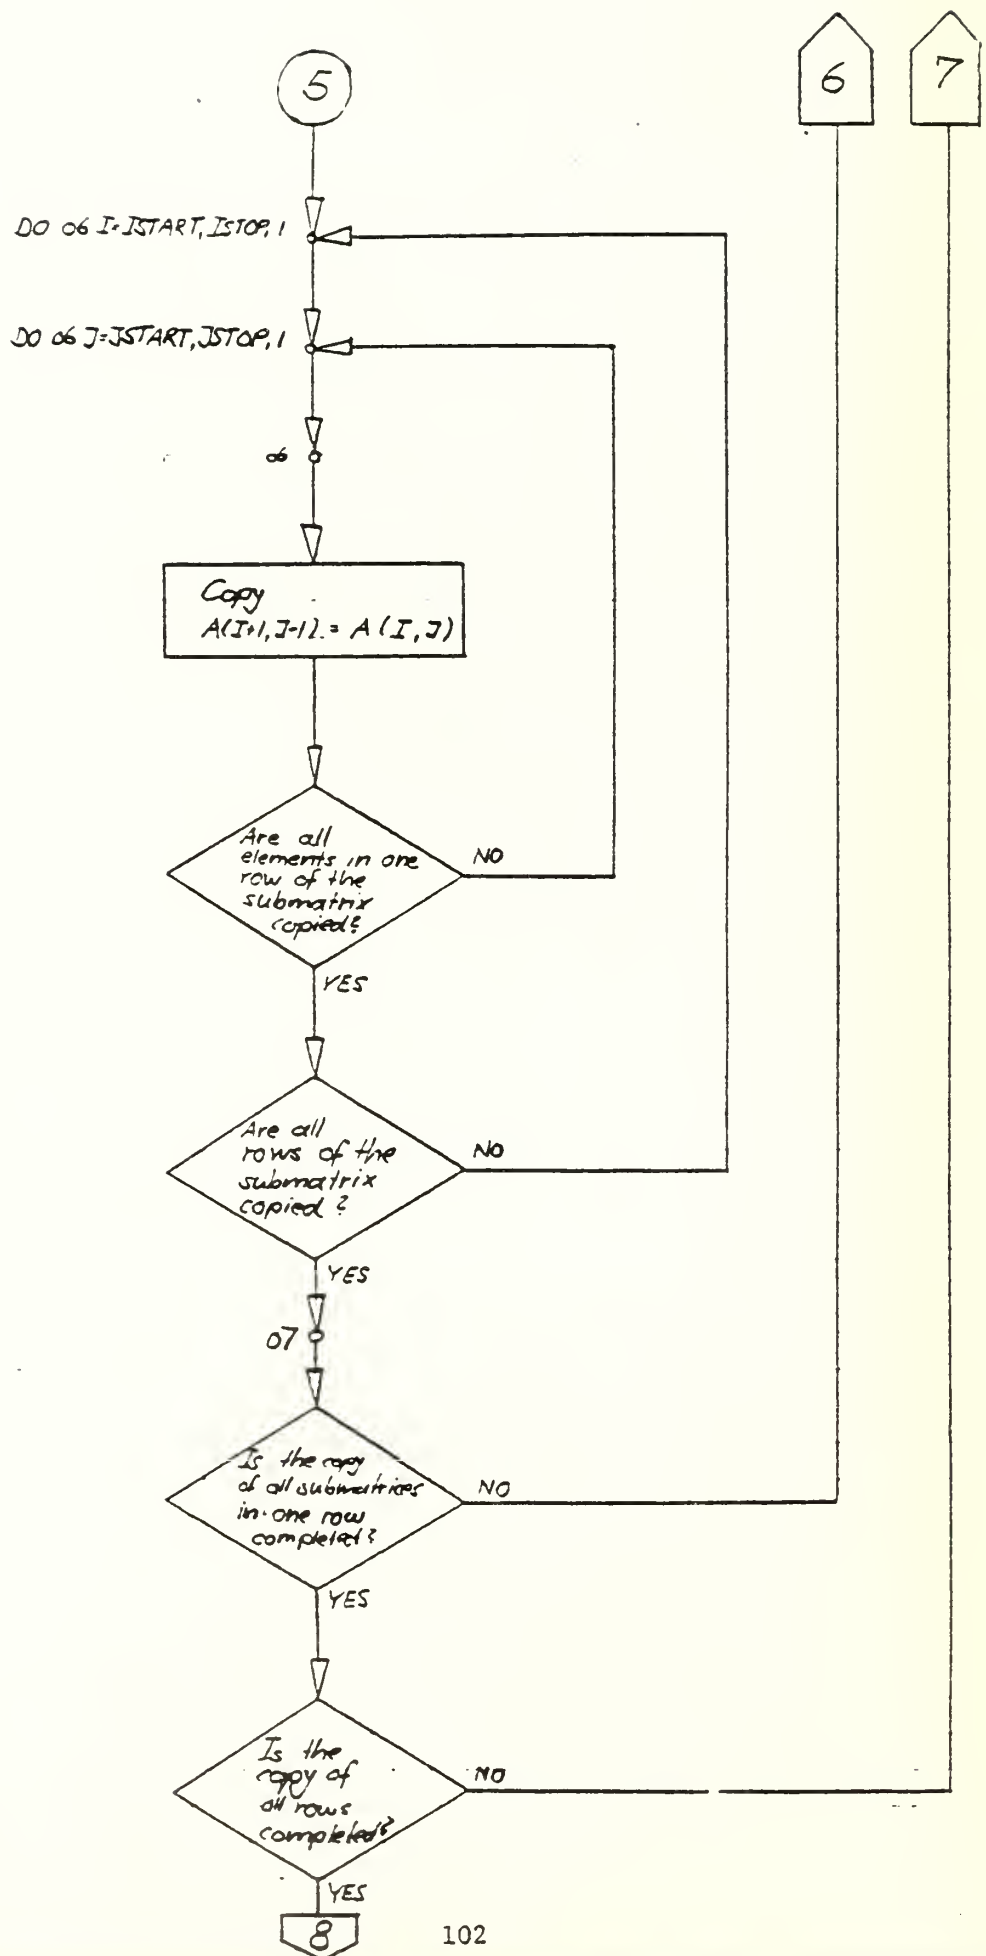 5
6
7
DO 06 I=ISTART, ISTOP, 1
DO 06 J=JSTART, JSTOP, 1
06
Copy
A(I+1, J-1) = A(I,J)
Are all
elements in one
row of the
submatrix
copied?
NO
YES
Are all
rows of the
submatrix
copied?
NO
YES
07
Is the copy
of all submatrices
in one row
completed?
NO
YES
Is the
copy of
all rows
completed?
NO
YES
8
102